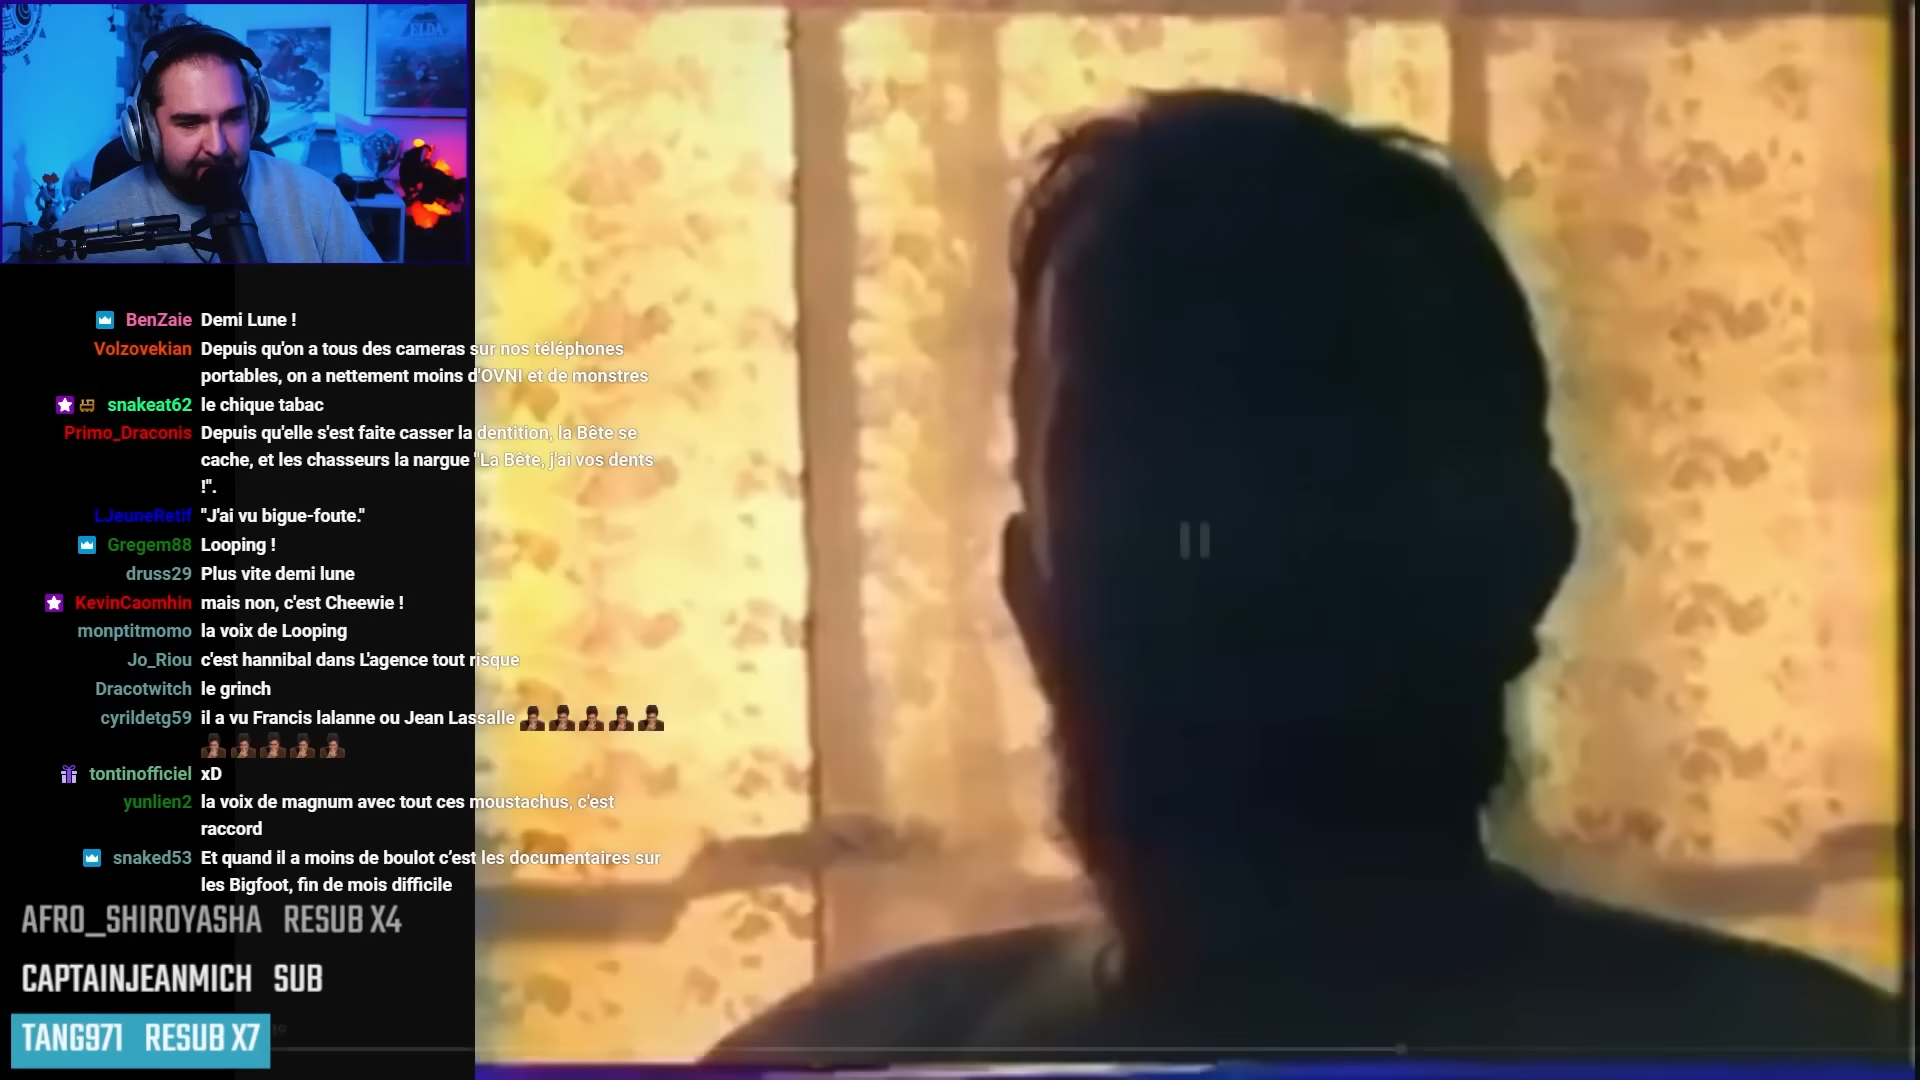 ELDA
BenZaie Demi Lune !
Volzovekian Depuis qu'on a tous des cameras sur nos téléphones
portables, on a nettement moins d'OVNI et de monstres
snakeat62 le chique tabac
Primo_Draconis Depuis qu'elle s'est faite casser la dentition, la Bête se
cache, et les chasseurs la nargue "La Bête, j'ai vos dents
!".
LJeuneRetif "J'ai vu bigue-foute."
Gregem88 Looping !
druss29 Plus vite demi lune
KevinCaomhin mais non, c'est Cheewie !
monptitmomo la voix de Looping
Jo_Riou c'est hannibal dans L'agence tout risque
Dracotwitch le grinch
cyrildetg59 il a vu Francis lalanne ou Jean Lassalle
tontinofficiel xD
yunlien2 la voix de magnum avec tout ces moustachus, c'est
raccord
snaked53 Et quand il a moins de boulot c’est les documentaires sur
les Bigfoot, fin de mois difficile
AFRO_SHIROYASHA RESUB X4
CAPTAINJEANMICH SUB
TANG971 RESUB X7